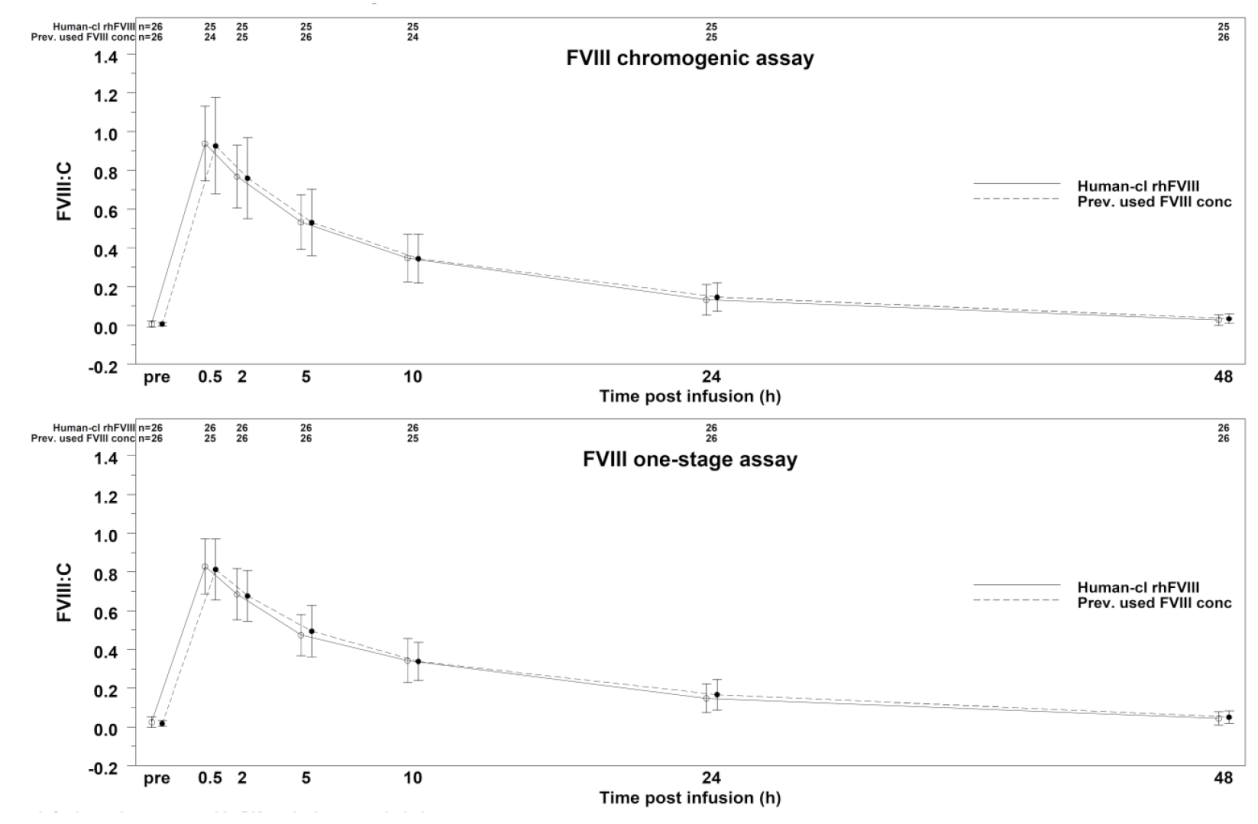 Human-cl rhFVIII n=26 25 25 25 25 25 25
Prev. used FVIII conc n=26 24 25 26 24 25 26
FVIII chromogenic assay
1.4
1.2
1.0
0.8
0.6
0.4
0.2
0.0
-0.2
FVIII:C
Human-cl rhFVIII
Prev. used FVIII conc
pre 0.5 2 5 10 24 48
Time post infusion (h)
Human-cl rhFVIII n=26 26 26 26 26 26 26
Prev. used FVIII conc n=26 25 26 26 25 26 26
FVIII one-stage assay
1.4
1.2
1.0
0.8
0.6
0.4
0.2
0.0
-0.2
FVIII:C
Human-cl rhFVIII
Prev. used FVIII conc
pre 0.5 2 5 10 24 48
Time post infusion (h)